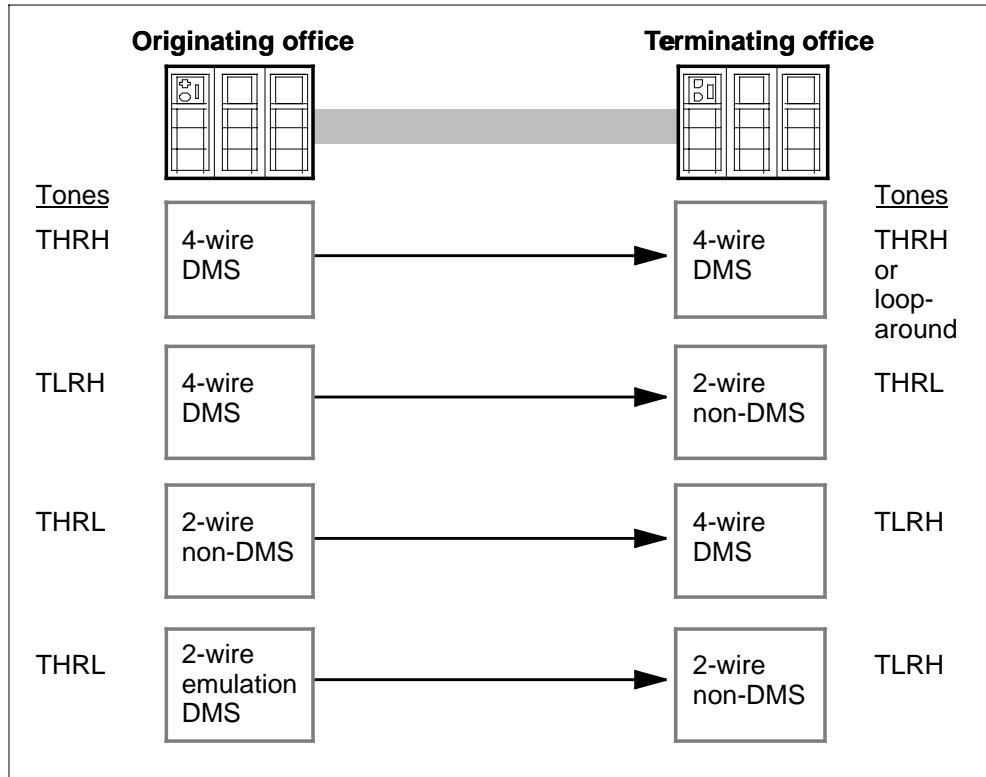 Originating office
Terminating office
Tones
Tones
THRH
4-wire
DMS
4-wire
DMS
THRH
or
loop-
around
TLRH
4-wire
DMS
2-wire
non-DMS
THRL
THRL
2-wire
non-DMS
4-wire
DMS
TLRH
THRL
2-wire
emulation
DMS
2-wire
non-DMS
TLRH